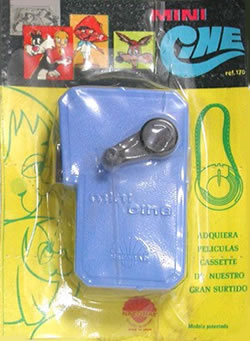 MINI
CINE
ref. 170
mini
cine
ADQUIERA
PELICULAS
CASSETTE
DE NUESTRO
GRAN SURTIDO
Modelo patentado